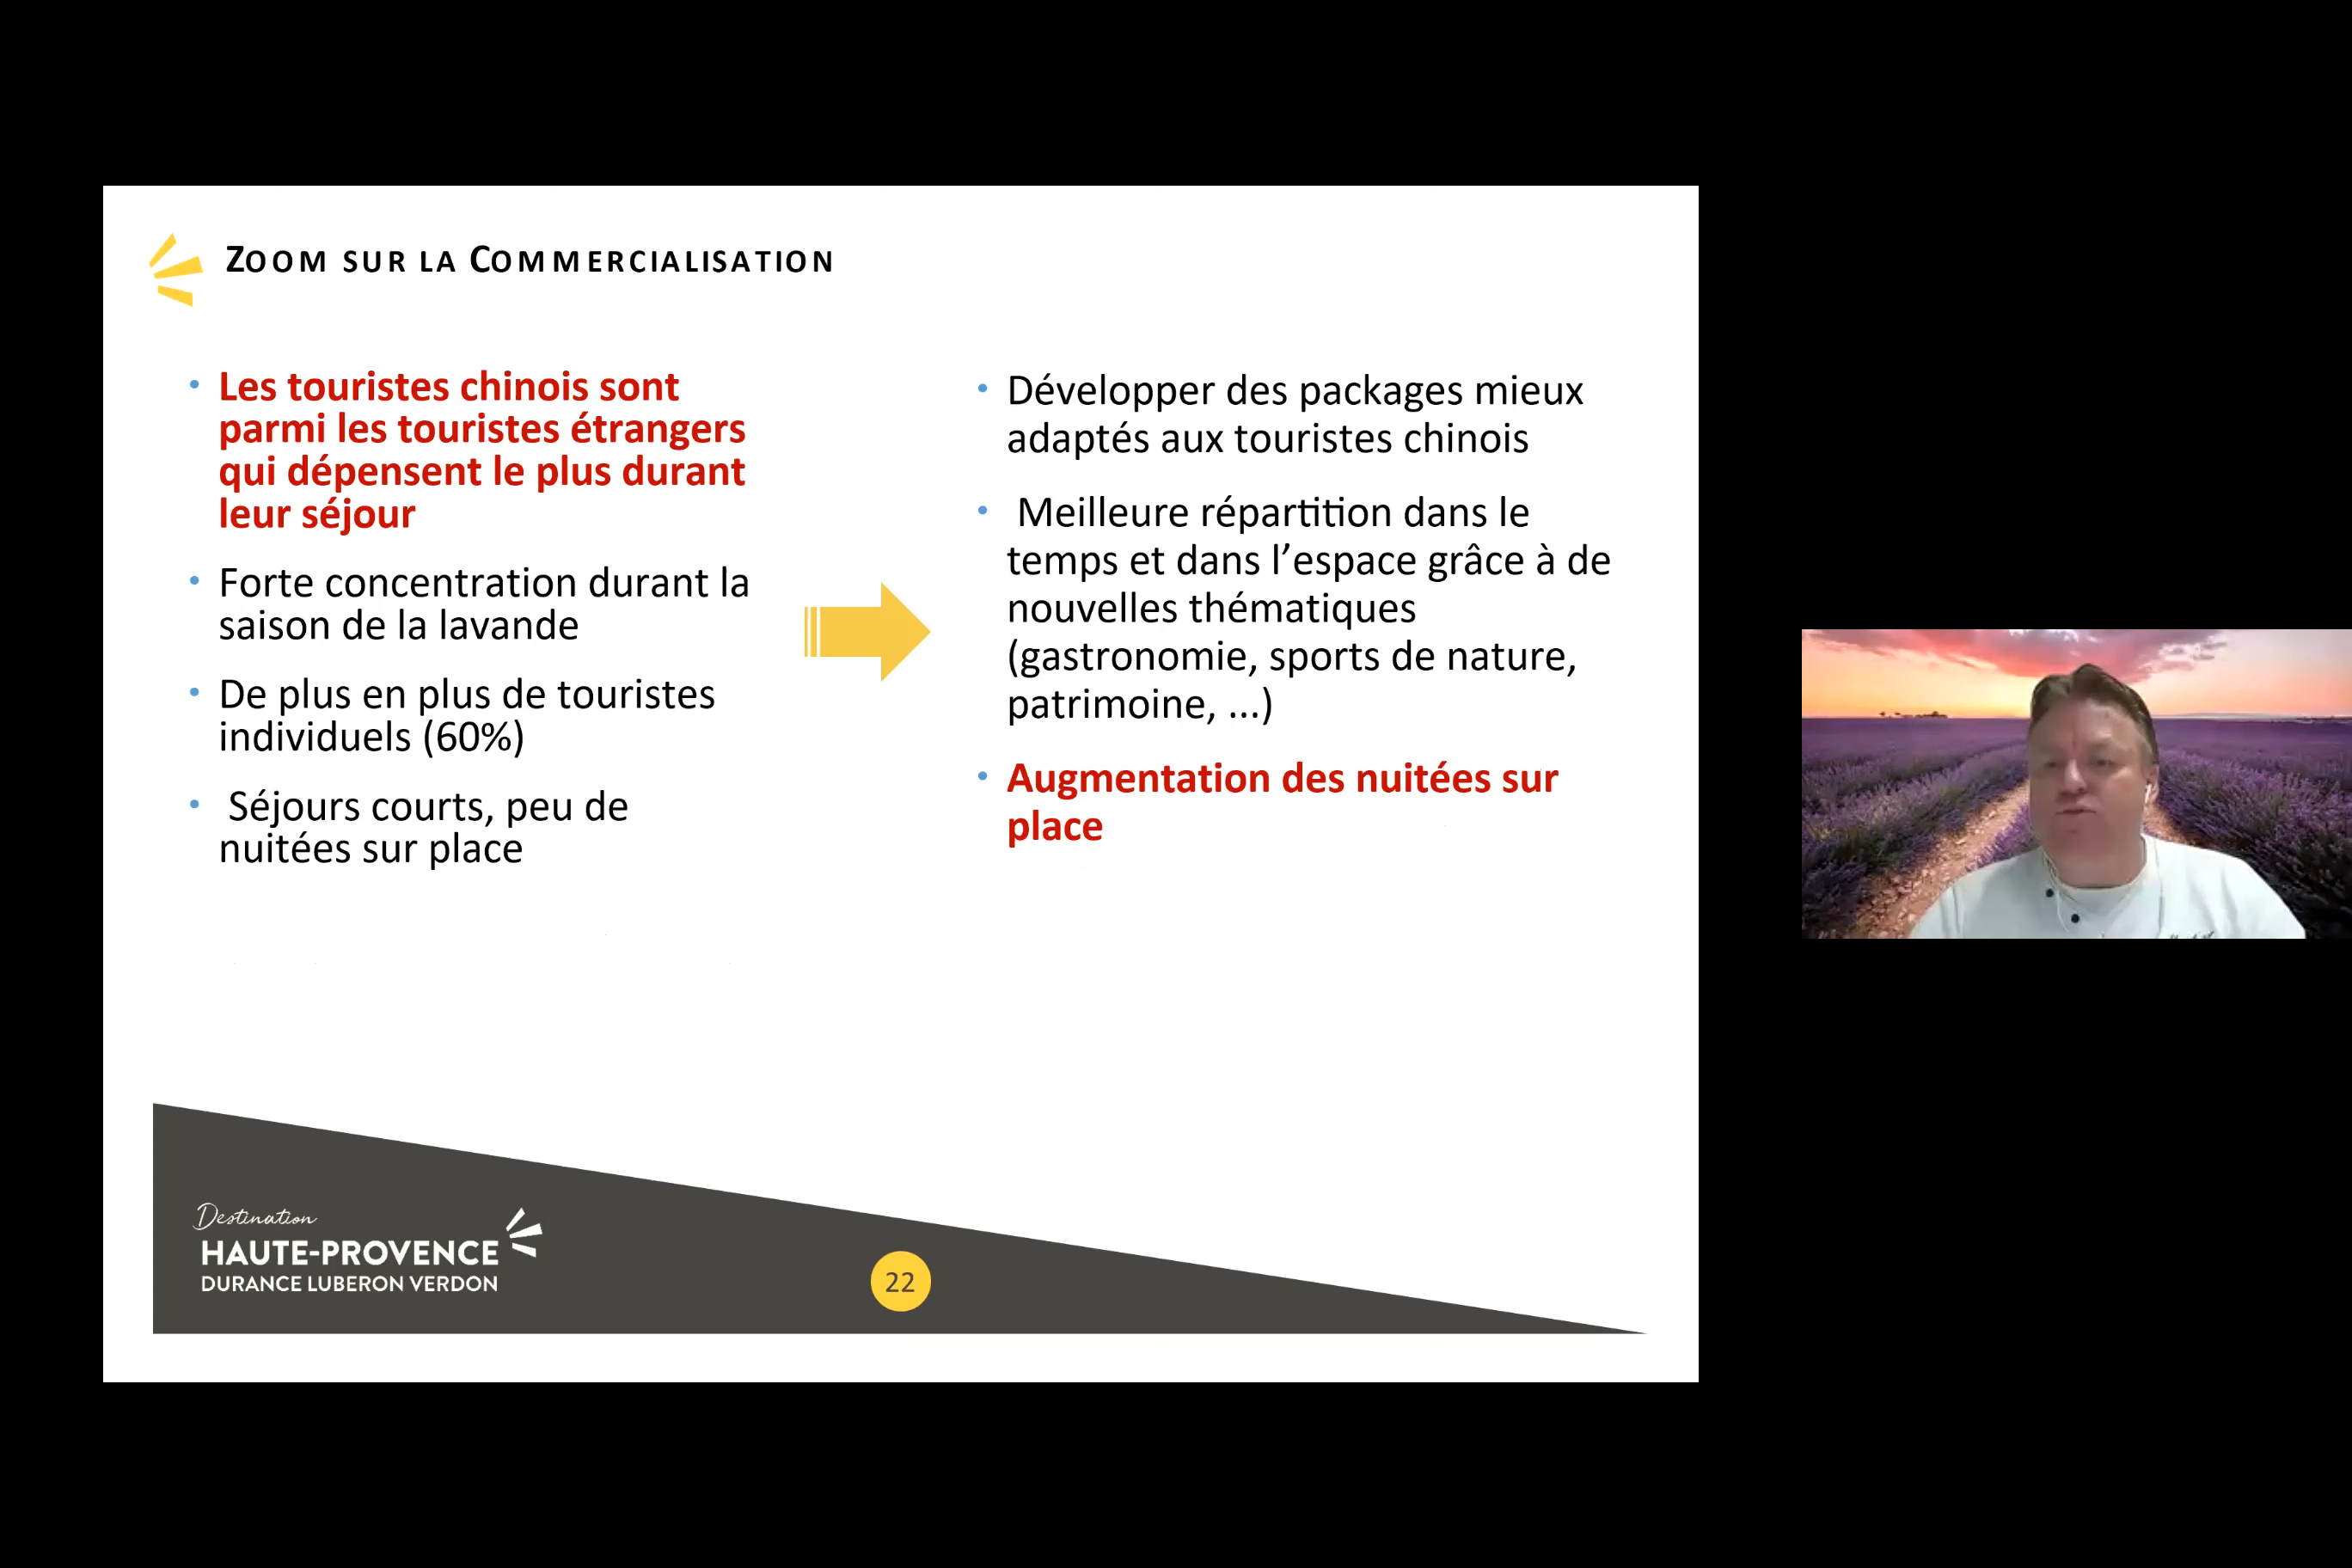 ZOOM SUR LA COMMERCIALISATION
• Les touristes chinois sont
parmi les touristes étrangers
qui dépensent le plus durant
leur séjour
• Forte concentration durant la
saison de la lavande
• De plus en plus de touristes
individuels (60%)
• Séjours courts, peu de
nuitées sur place
• Développer des packages mieux
adaptés aux touristes chinois
• Meilleure répartition dans le
temps et dans l’espace grâce à de
nouvelles thématiques
(gastronomie, sports de nature,
patrimoine, ...)
• Augmentation des nuitées sur
place
Destination
HAUTE-PROVENCE
DURANCE LUBERON VERDON
22